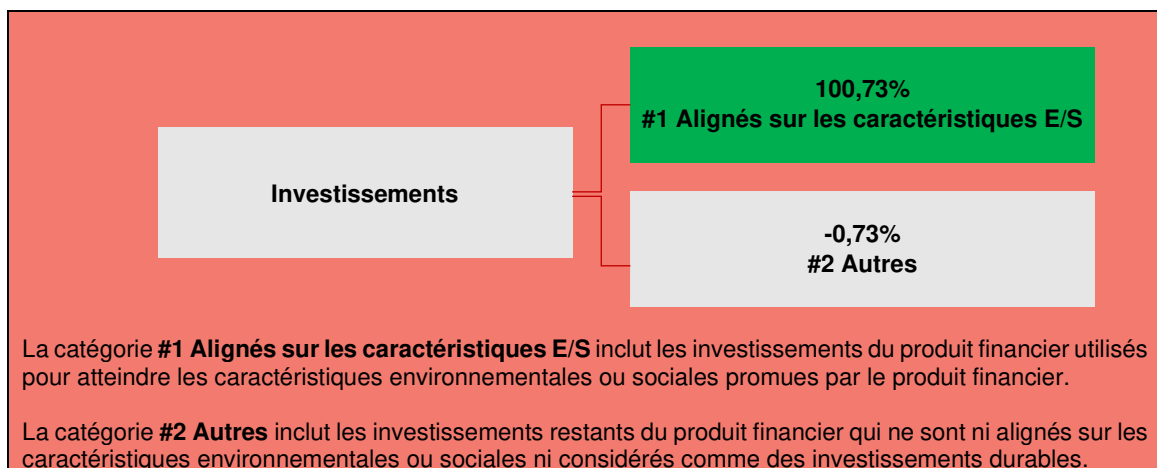 100,73%
#1 Alignés sur les caractéristiques E/S
Investissements
-0,73%
#2 Autres
La catégorie #1 Alignés sur les caractéristiques E/S inclut les investissements du produit financier utilisés
pour atteindre les caractéristiques environnementales ou sociales promues par le produit financier.
La catégorie #2 Autres inclut les investissements restants du produit financier qui ne sont ni alignés sur les
caractéristiques environnementales ou sociales ni considérés comme des investissements durables.